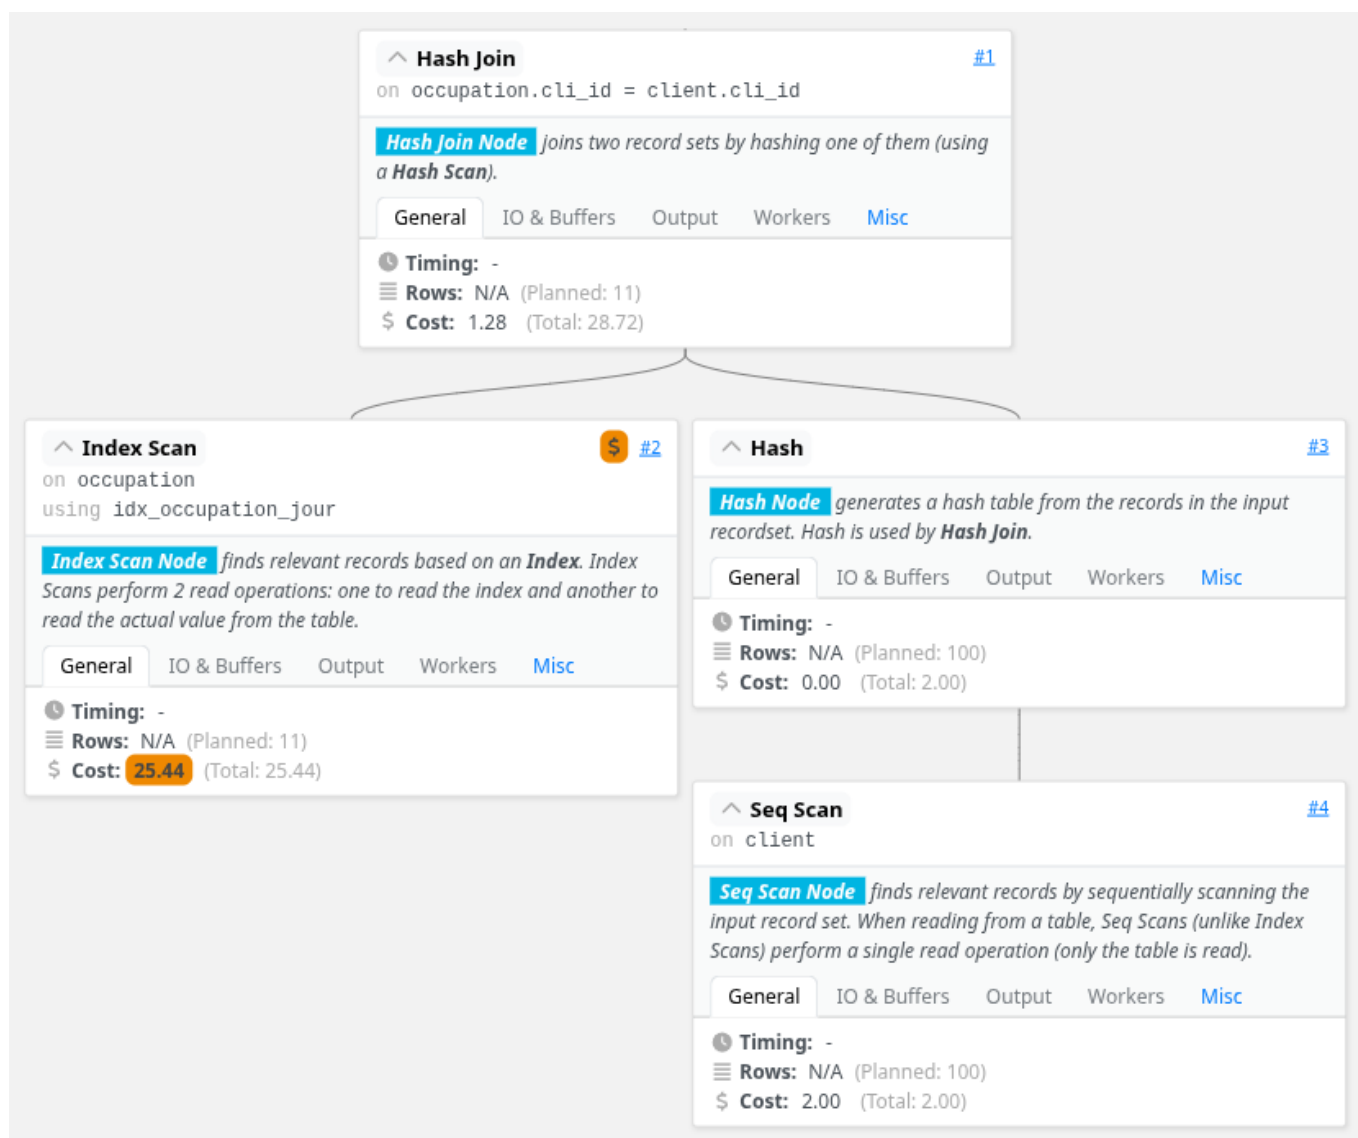 Hash Join #1
on occupation.cli_id = client.cli_id
Hash Join Node joins two record sets by hashing one of them (using
a Hash Scan).
General IO & Buffers Output Workers Misc
Timing: -
Rows: N/A (Planned: 11)
$ Cost: 1.28 (Total: 28.72)
Index Scan $ #2
on occupation
using idx_occupation_jour
Index Scan Node finds relevant records based on an Index. Index
Scans perform 2 read operations: one to read the index and another to
read the actual value from the table.
General IO & Buffers Output Workers Misc
Timing: -
Rows: N/A (Planned: 11)
$ Cost: 25.44 (Total: 25.44)
Hash #3
Hash Node generates a hash table from the records in the input
recordset. Hash is used by Hash Join.
General IO & Buffers Output Workers Misc
Timing: -
Rows: N/A (Planned: 100)
$ Cost: 0.00 (Total: 2.00)
Seq Scan #4
on client
Seq Scan Node finds relevant records by sequentially scanning the
input record set. When reading from a table, Seq Scans (unlike Index
Scans) perform a single read operation (only the table is read).
General IO & Buffers Output Workers Misc
Timing: -
Rows: N/A (Planned: 100)
$ Cost: 2.00 (Total: 2.00)